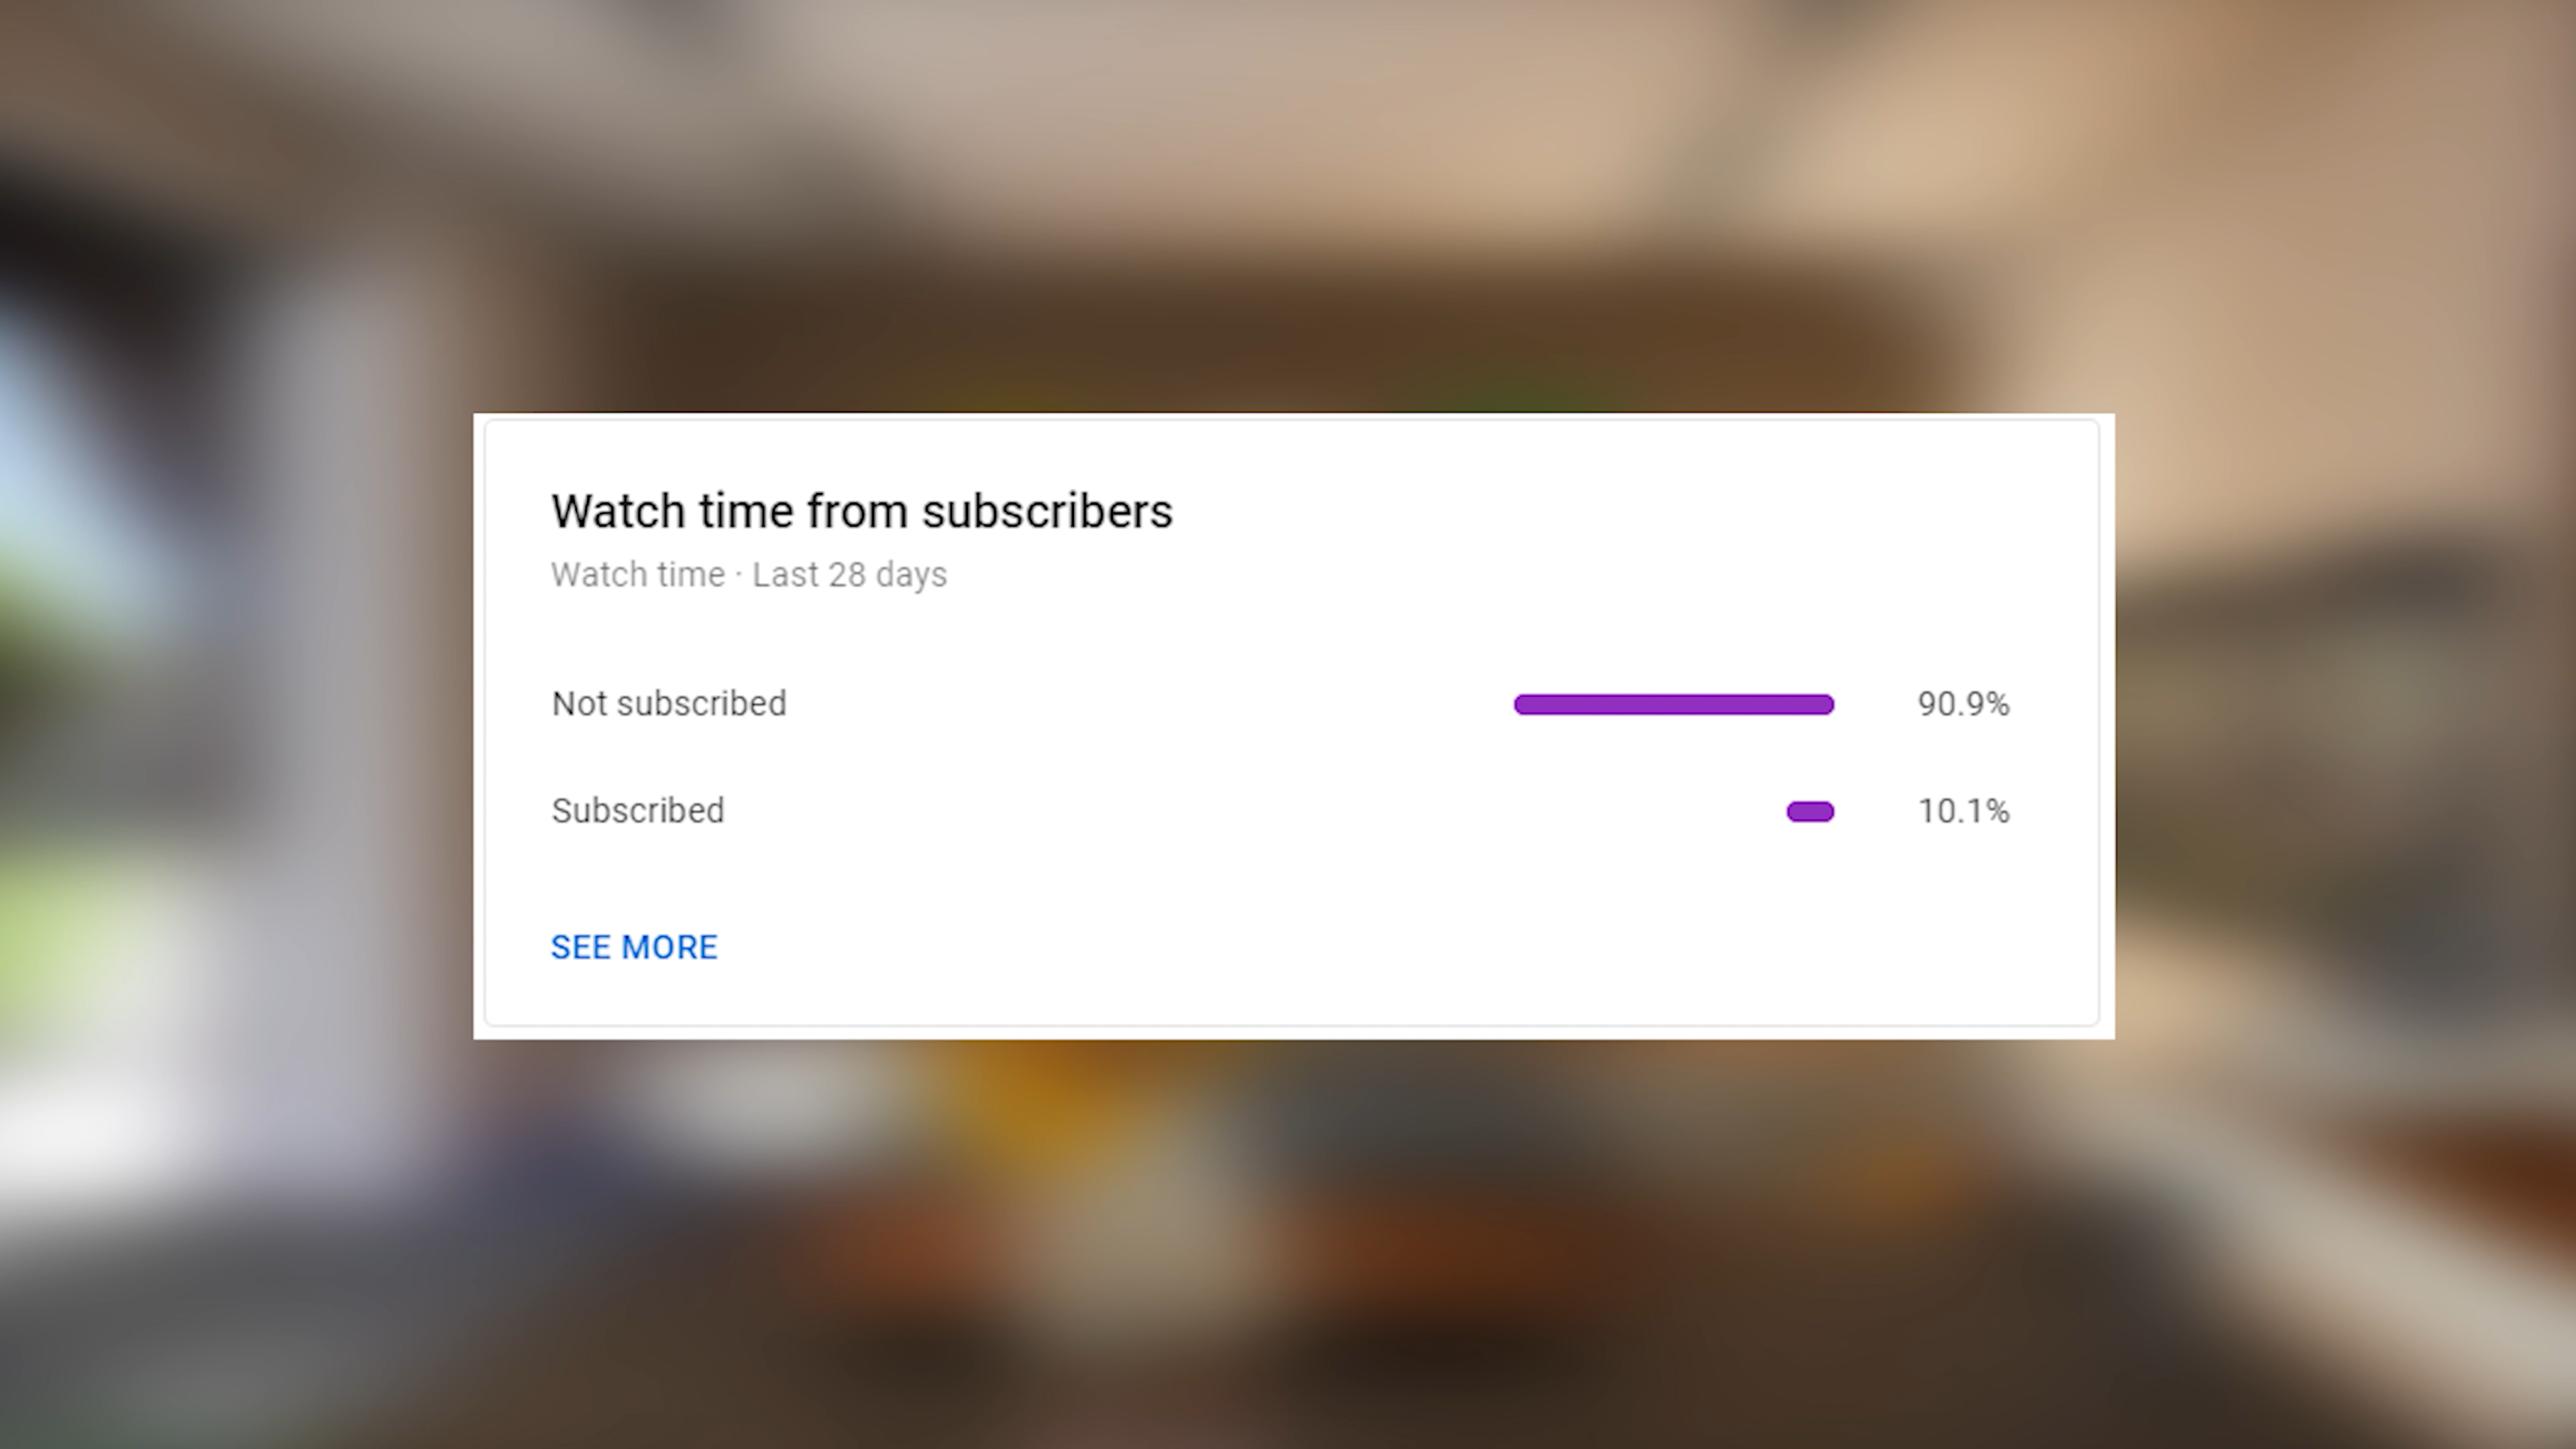 Watch time from subscribers
Watch time · Last 28 days
Not subscribed 90.9%
Subscribed 10.1%
SEE MORE